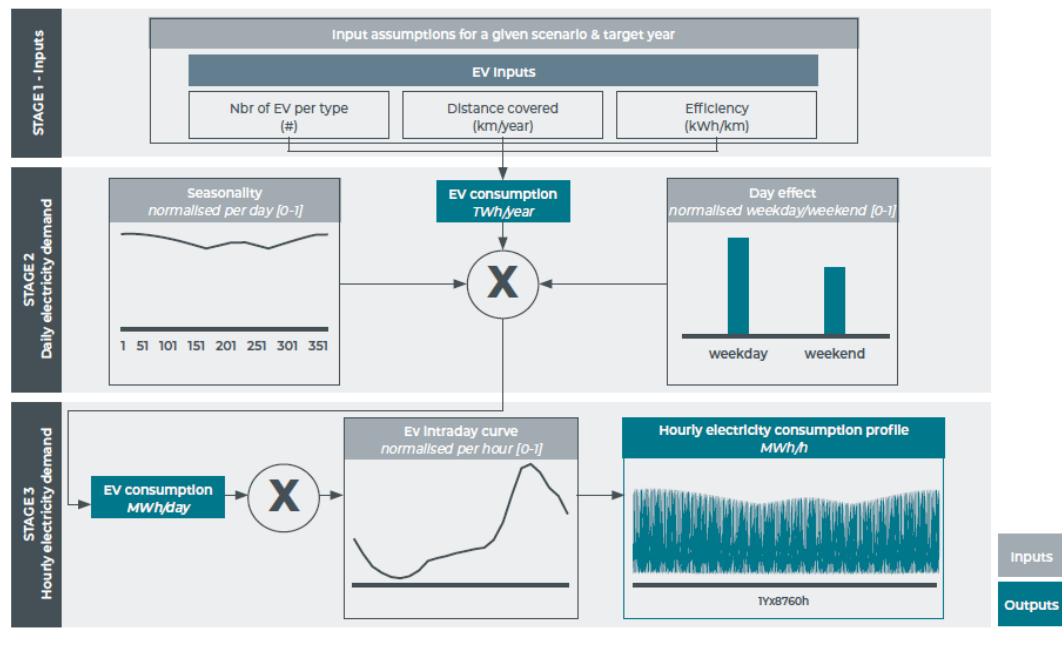 STAGE 1 - Inputs
Input assumptions for a given scenario & target year
EV Inputs
Nbr of EV per type
(#)
Distance covered
(km/year)
Efficiency
(kWh/km)
STAGE 2
Daily electricity demand
Seasonality
normalised per day [0-1]
1 51 101 151 201 251 301 351
EV consumption
TWh/year
X
Day effect
normalised weekday/weekend [0-1]
weekday weekend
STAGE 3
Hourly electricity demand
EV consumption
MWh/day
X
Ev intraday curve
normalised per hour [0-1]
Hourly electricity consumption profile
MWh/h
1Yx8760h
Inputs
Outputs